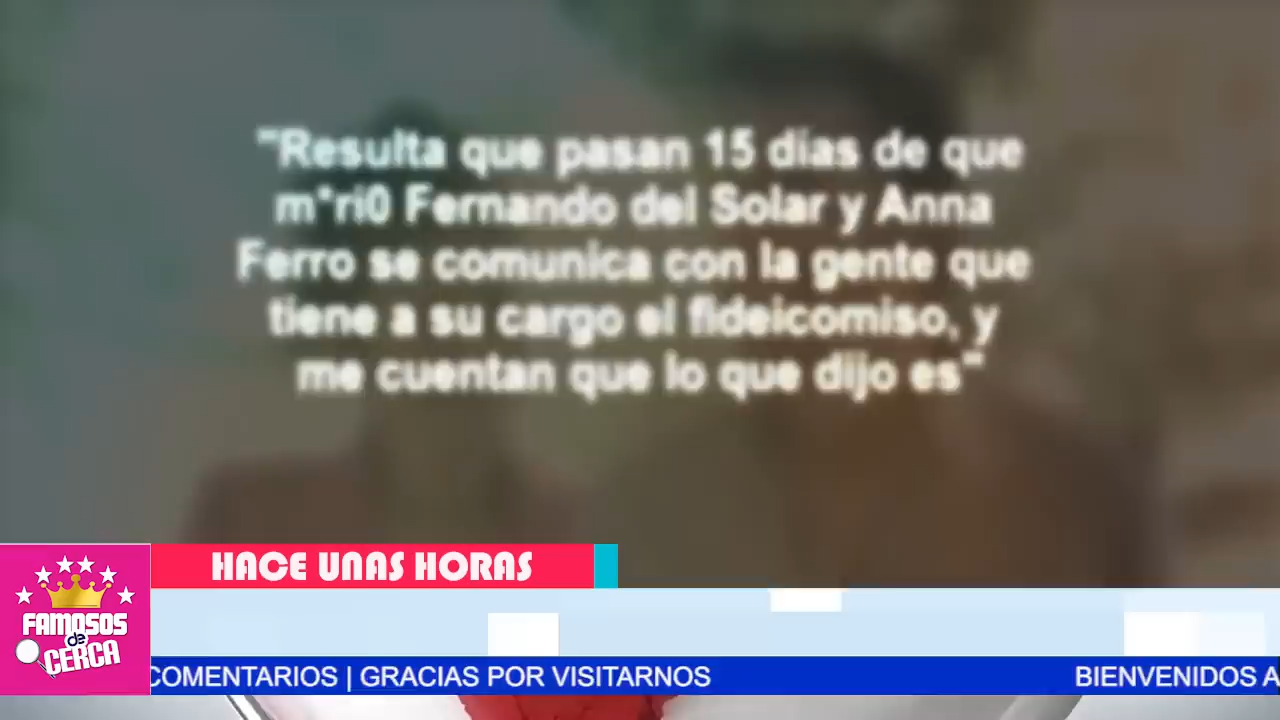 "Resulta que pasan 15 días de que
m*ri0 Fernando del Solar y Anna
Ferro se comunica con la gente que
tiene a su cargo el fideicomiso, y
me cuentan que lo que dijo es"
HACE UNAS HORAS
FAMOSOS
de
CERCA
COMENTARIOS | GRACIAS POR VISITARNOS
BIENVENIDOS A